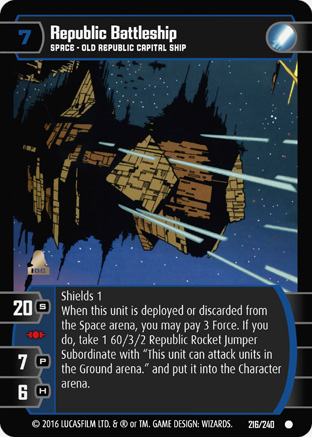 7
Republic Battleship
SPACE - OLD REPUBLIC CAPITAL SHIP
20 S
7 P
6 H
Shields 1
When this unit is deployed or discarded from
the Space arena, you may pay 3 Force. If you
do, take 1 60/3/2 Republic Rocket Jumper
Subordinate with "This unit can attack units in
the Ground arena." and put it into the Character
arena.
© 2016 LUCASFILM LTD. & ® or TM. GAME DESIGN: WIZARDS. 216/240